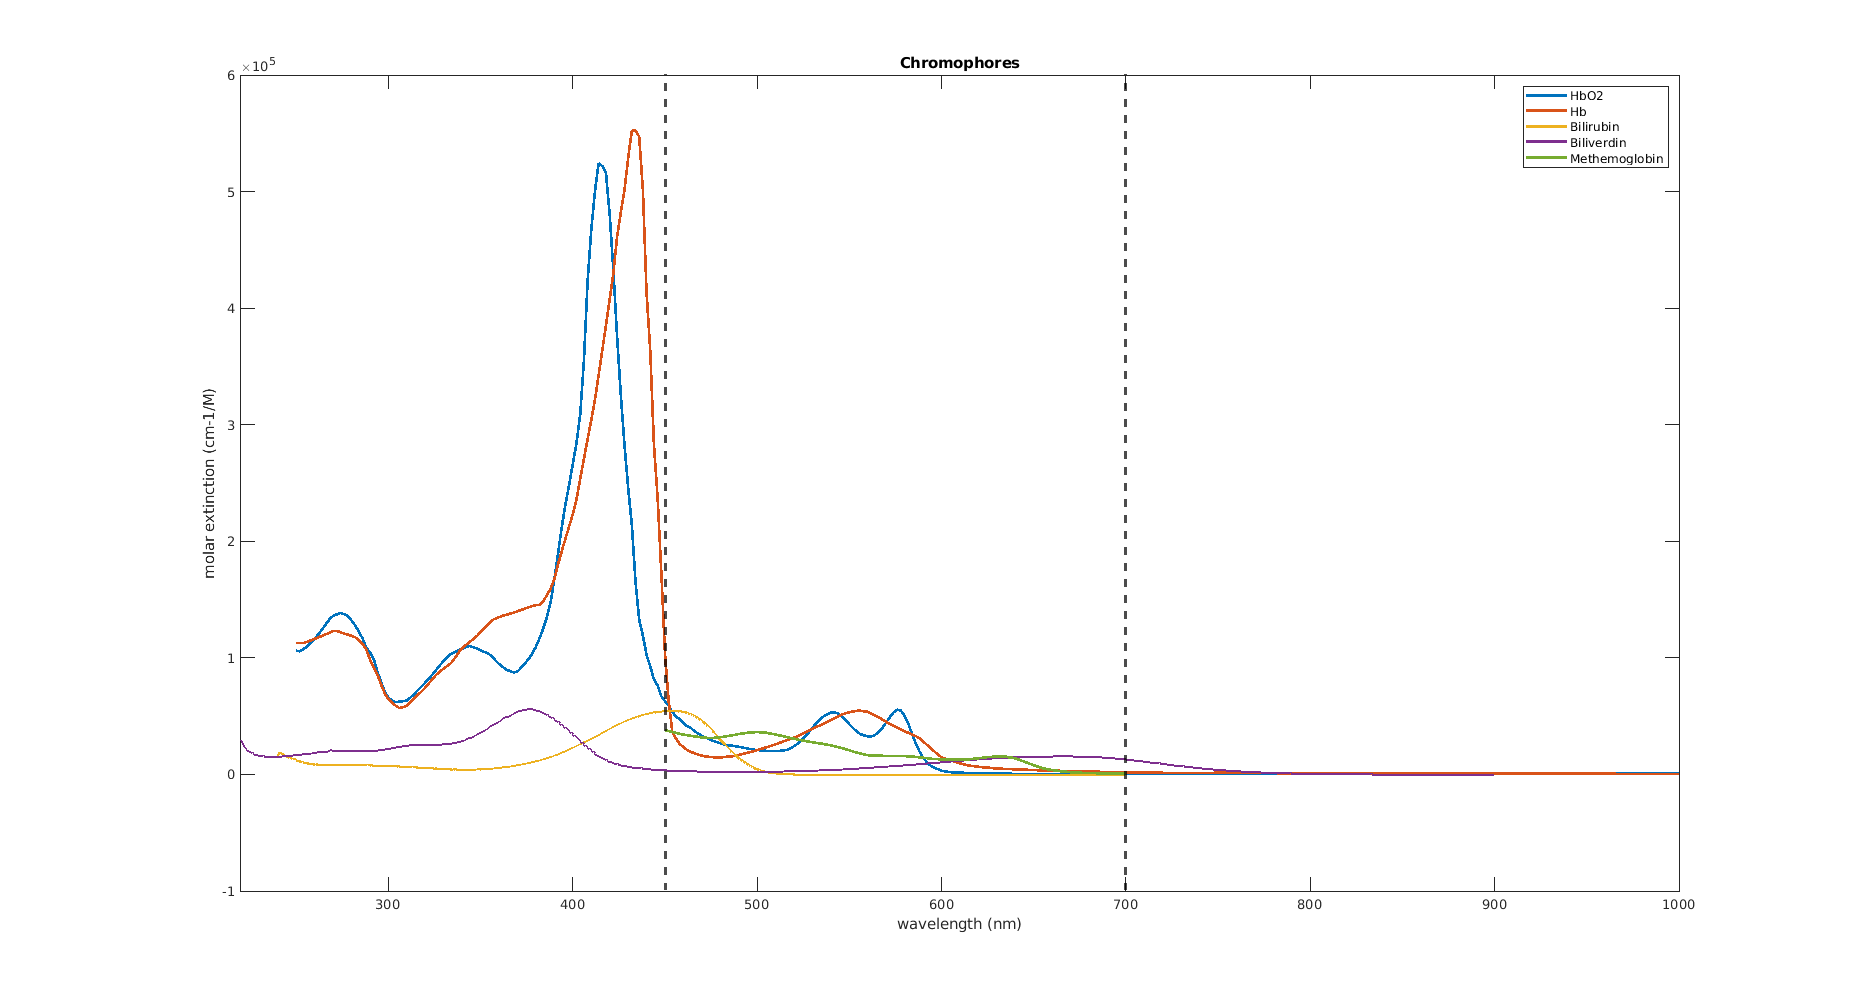 Chromophores
×10^5
6
5
4
3
2
1
0
-1
molar extinction (cm-1/M)
300 400 500 600 700 800 900 1000
wavelength (nm)
HbO2
Hb
Bilirubin
Biliverdin
Methemoglobin